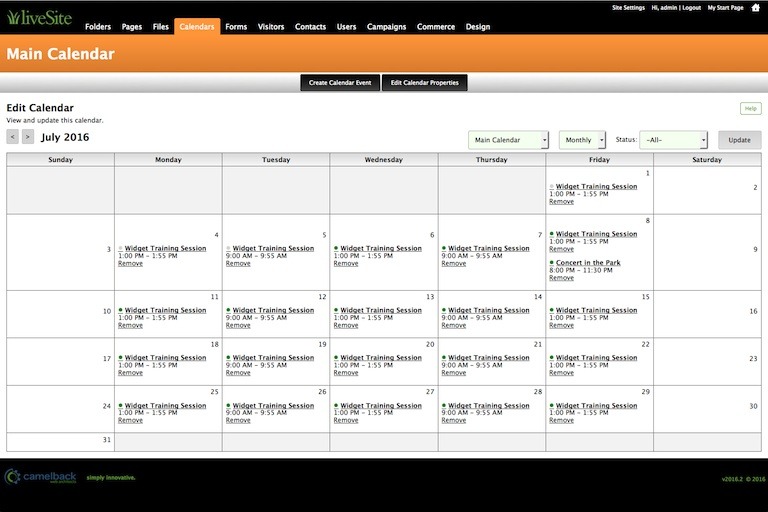 liveSite
Site Settings Hi, admin | Logout My Start Page
Folders Pages Files Calendars Forms Visitors Contacts Users Campaigns Commerce Design
Main Calendar
Create Calendar Event Edit Calendar Properties
Edit Calendar
Help
View and update this calendar.
< > July 2016
Main Calendar Monthly Status: -All- Update
Sunday Monday Tuesday Wednesday Thursday Friday Saturday
1
Widget Training Session
1:00 PM - 1:55 PM
Remove
2
3
4
Widget Training Session
1:00 PM - 1:55 PM
Remove
5
Widget Training Session
9:00 AM - 9:55 AM
Remove
6
Widget Training Session
1:00 PM - 1:55 PM
Remove
7
Widget Training Session
9:00 AM - 9:55 AM
Remove
8
Widget Training Session
1:00 PM - 1:55 PM
Remove
Concert in the Park
8:00 PM - 11:30 PM
Remove
9
10
11
Widget Training Session
1:00 PM - 1:55 PM
Remove
12
Widget Training Session
9:00 AM - 9:55 AM
Remove
13
Widget Training Session
1:00 PM - 1:55 PM
Remove
14
Widget Training Session
9:00 AM - 9:55 AM
Remove
15
Widget Training Session
1:00 PM - 1:55 PM
Remove
16
17
18
Widget Training Session
1:00 PM - 1:55 PM
Remove
19
Widget Training Session
9:00 AM - 9:55 AM
Remove
20
Widget Training Session
1:00 PM - 1:55 PM
Remove
21
Widget Training Session
9:00 AM - 9:55 AM
Remove
22
Widget Training Session
1:00 PM - 1:55 PM
Remove
23
24
25
Widget Training Session
1:00 PM - 1:55 PM
Remove
26
Widget Training Session
9:00 AM - 9:55 AM
Remove
27
Widget Training Session
1:00 PM - 1:55 PM
Remove
28
Widget Training Session
9:00 AM - 9:55 AM
Remove
29
Widget Training Session
1:00 PM - 1:55 PM
Remove
30
31
camelback
web architects
simply innovative.
v2016.2 © 2016